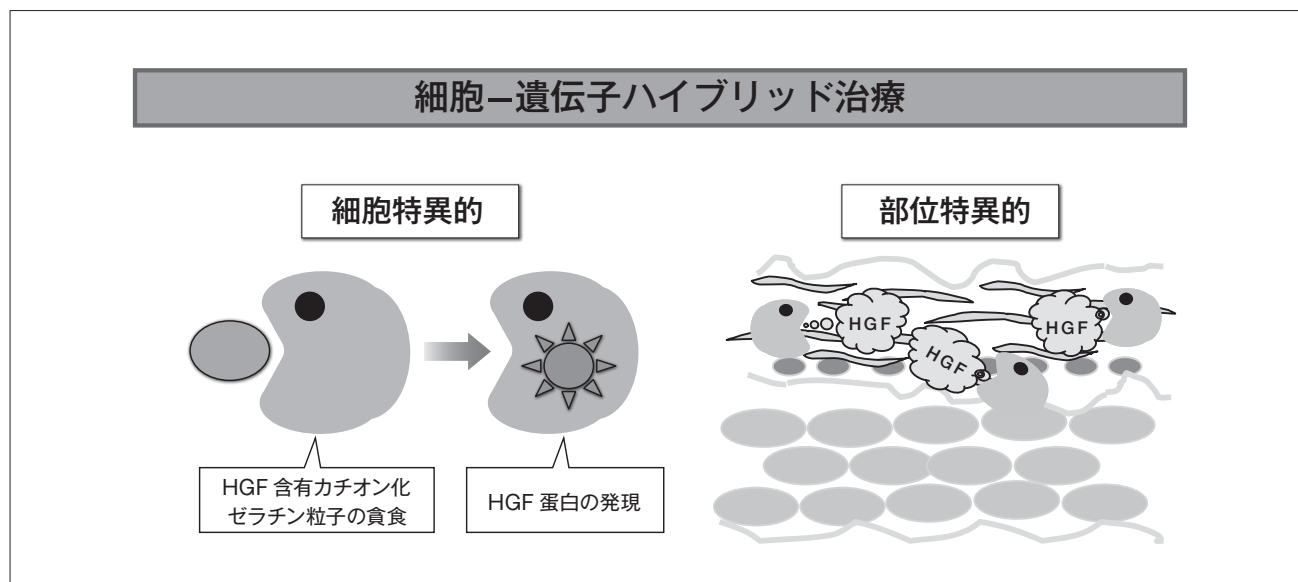 細胞−遺伝子ハイブリッド治療
細胞特異的
部位特異的
HGF
HGF
HGF
HGF 含有カチオン化
ゼラチン粒子の貪食
HGF 蛋白の発現